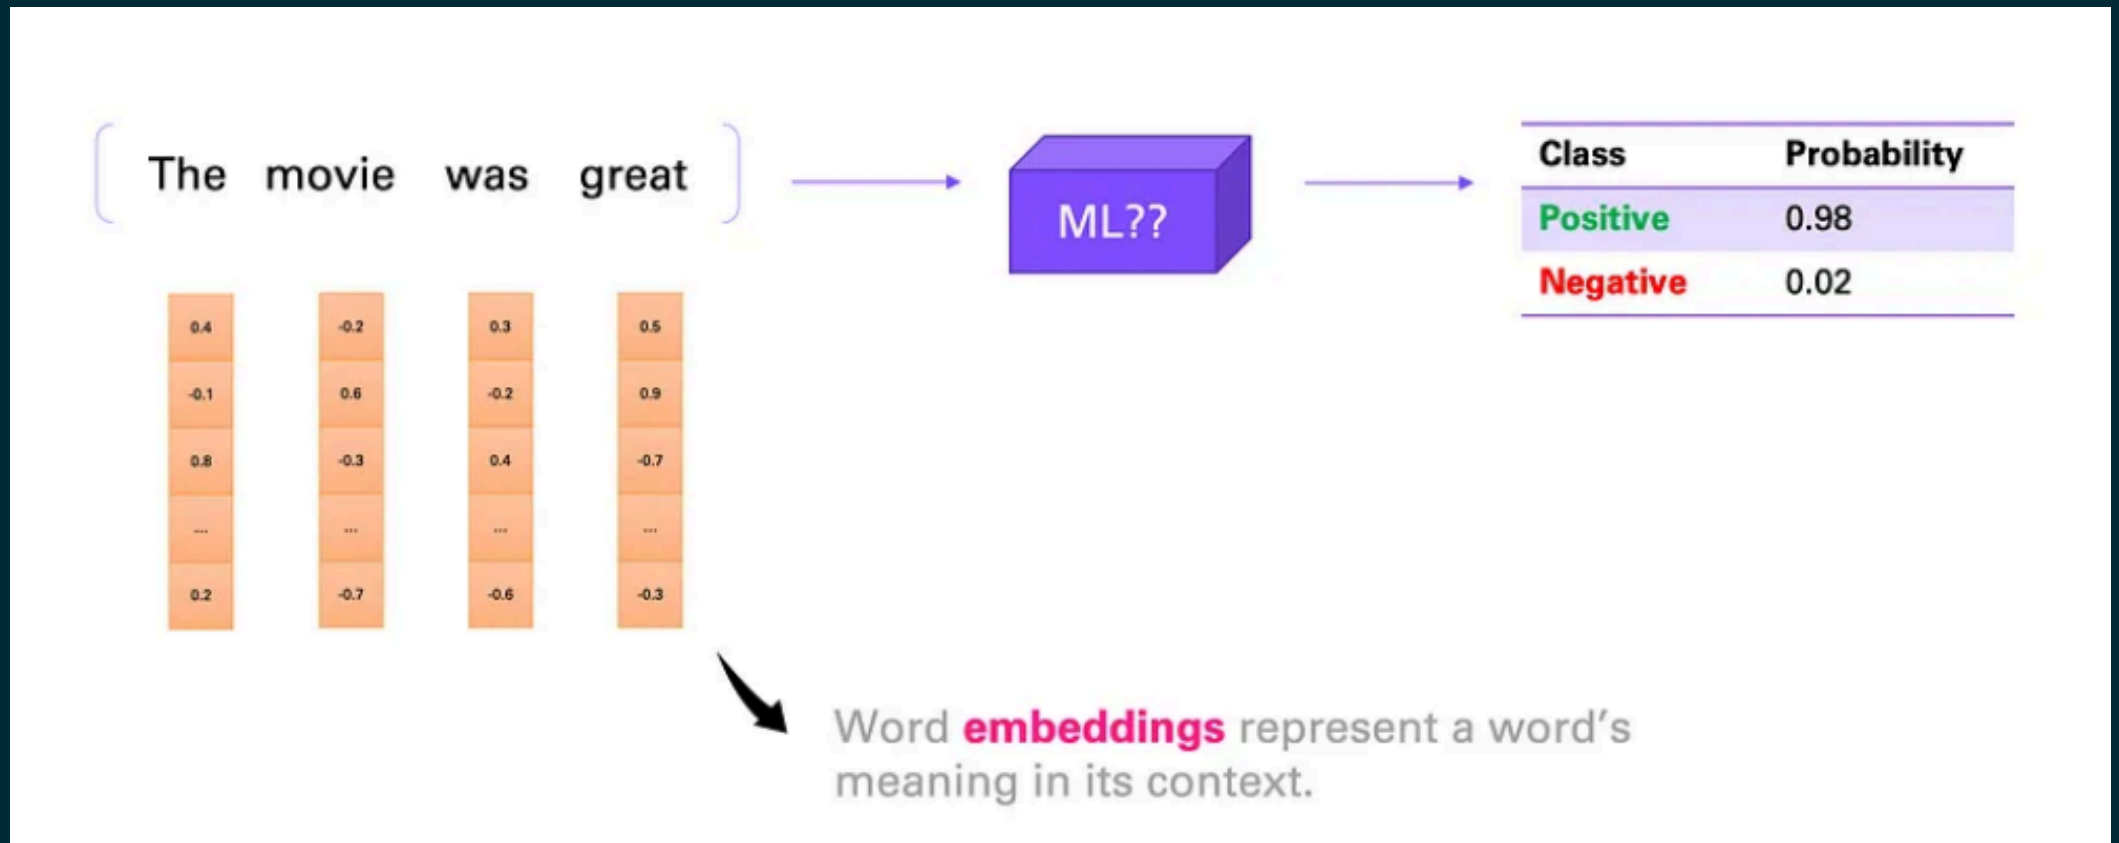 The movie was great
ML??
Class Probability
Positive 0.98
Negative 0.02
0.4 -0.2 0.3 0.5
-0.1 0.6 -0.2 0.9
0.8 -0.3 0.4 -0.7
... ... ... ...
0.2 -0.7 -0.6 -0.3
Word embeddings represent a word's
meaning in its context.